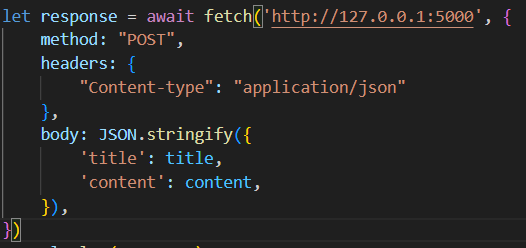 let response = await fetch('http://127.0.0.1:5000', {
    method: "POST",
    headers: {
        "Content-type": "application/json"
    },
    body: JSON.stringify({
        'title': title,
        'content': content,
    }),
})